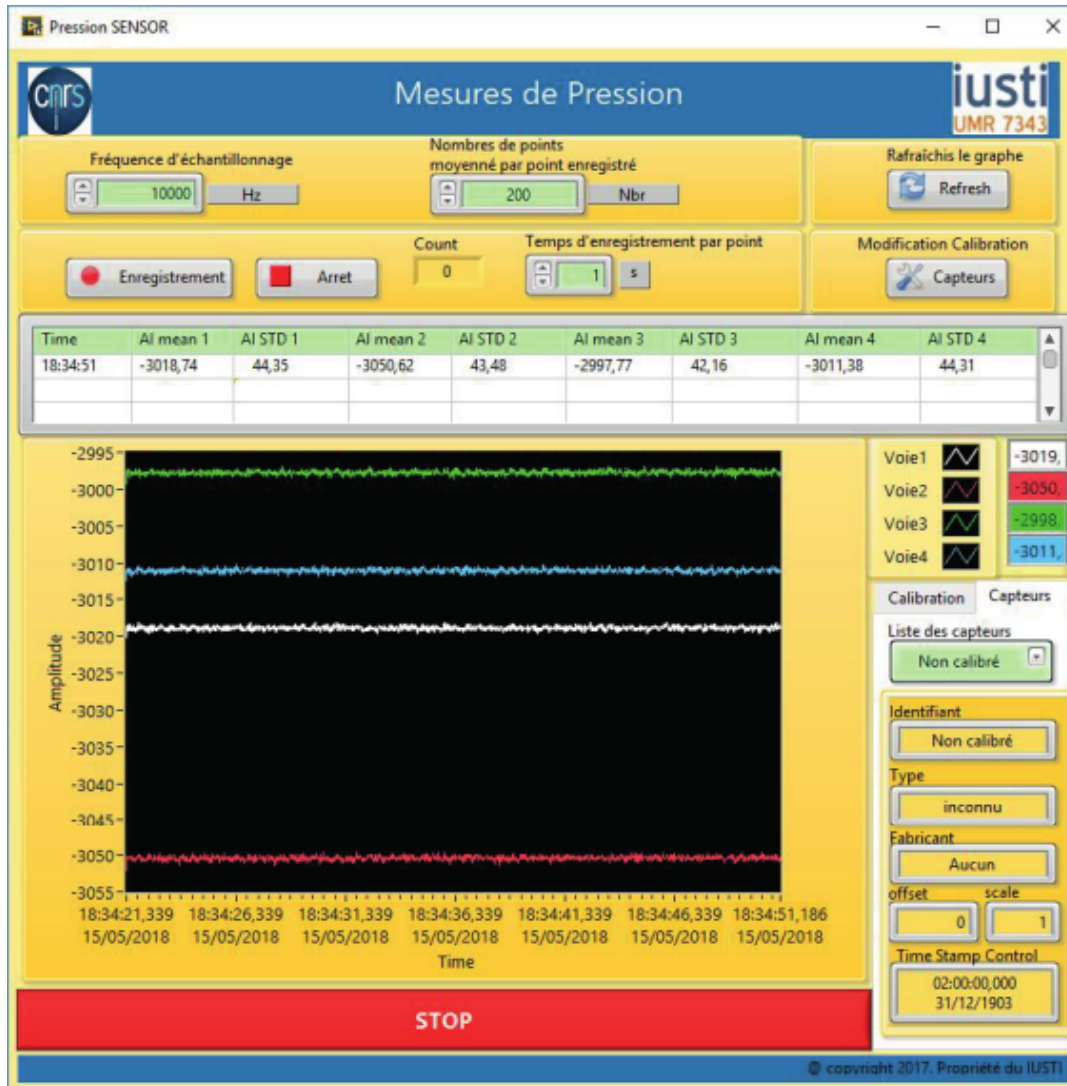 Pression SENSOR
cnrs
Mesures de Pression
iusti
UMR 7343
Fréquence d'échantillonnage
10000
Hz
Nombres de points
moyenné par point enregistré
200
Nbr
Rafraîchis le graphe
Refresh
Enregistrement
Arret
Count
0
Temps d'enregistrement par point
1
s
Modification Calibration
Capteurs
Time AI mean 1 AI STD 1 AI mean 2 AI STD 2 AI mean 3 AI STD 3 AI mean 4 AI STD 4
18:34:51 -3018,74 44,35 -3050,62 43,48 -2997,77 42,16 -3011,38 44,31
Amplitude
-2995
-3000
-3005
-3010
-3015
-3020
-3025
-3030
-3035
-3040
-3045
-3050
-3055
18:34:21,339 18:34:26,339 18:34:31,339 18:34:36,339 18:34:41,339 18:34:46,339 18:34:51,186
15/05/2018 15/05/2018 15/05/2018 15/05/2018 15/05/2018 15/05/2018 15/05/2018
Time
Voie1 -3019,
Voie2 -3050,
Voie3 -2998,
Voie4 -3011,
Calibration Capteurs
Liste des capteurs
Non calibré
Identifiant
Non calibré
Type
inconnu
Fabricant
Aucun
offset scale
0 1
Time Stamp Control
02:00:00,000
31/12/1903
STOP
@ copyright 2017. Propriété du IUSTI